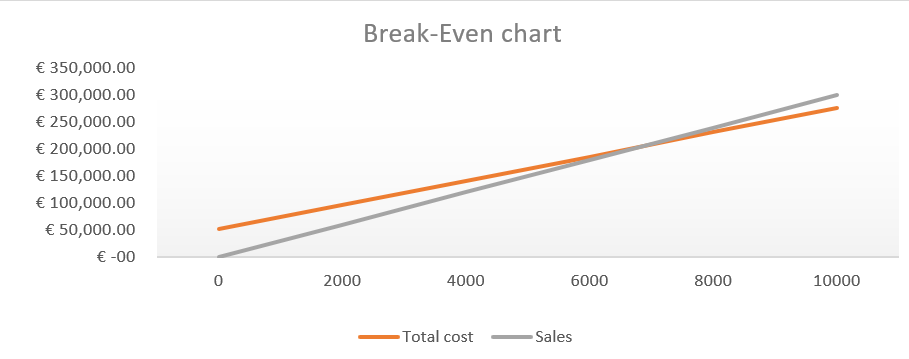 Break-Even chart
€ 350,000.00
€ 300,000.00
€ 250,000.00
€ 200,000.00
€ 150,000.00
€ 100,000.00
€ 50,000.00
€ -00
0 2000 4000 6000 8000 10000
Total cost Sales